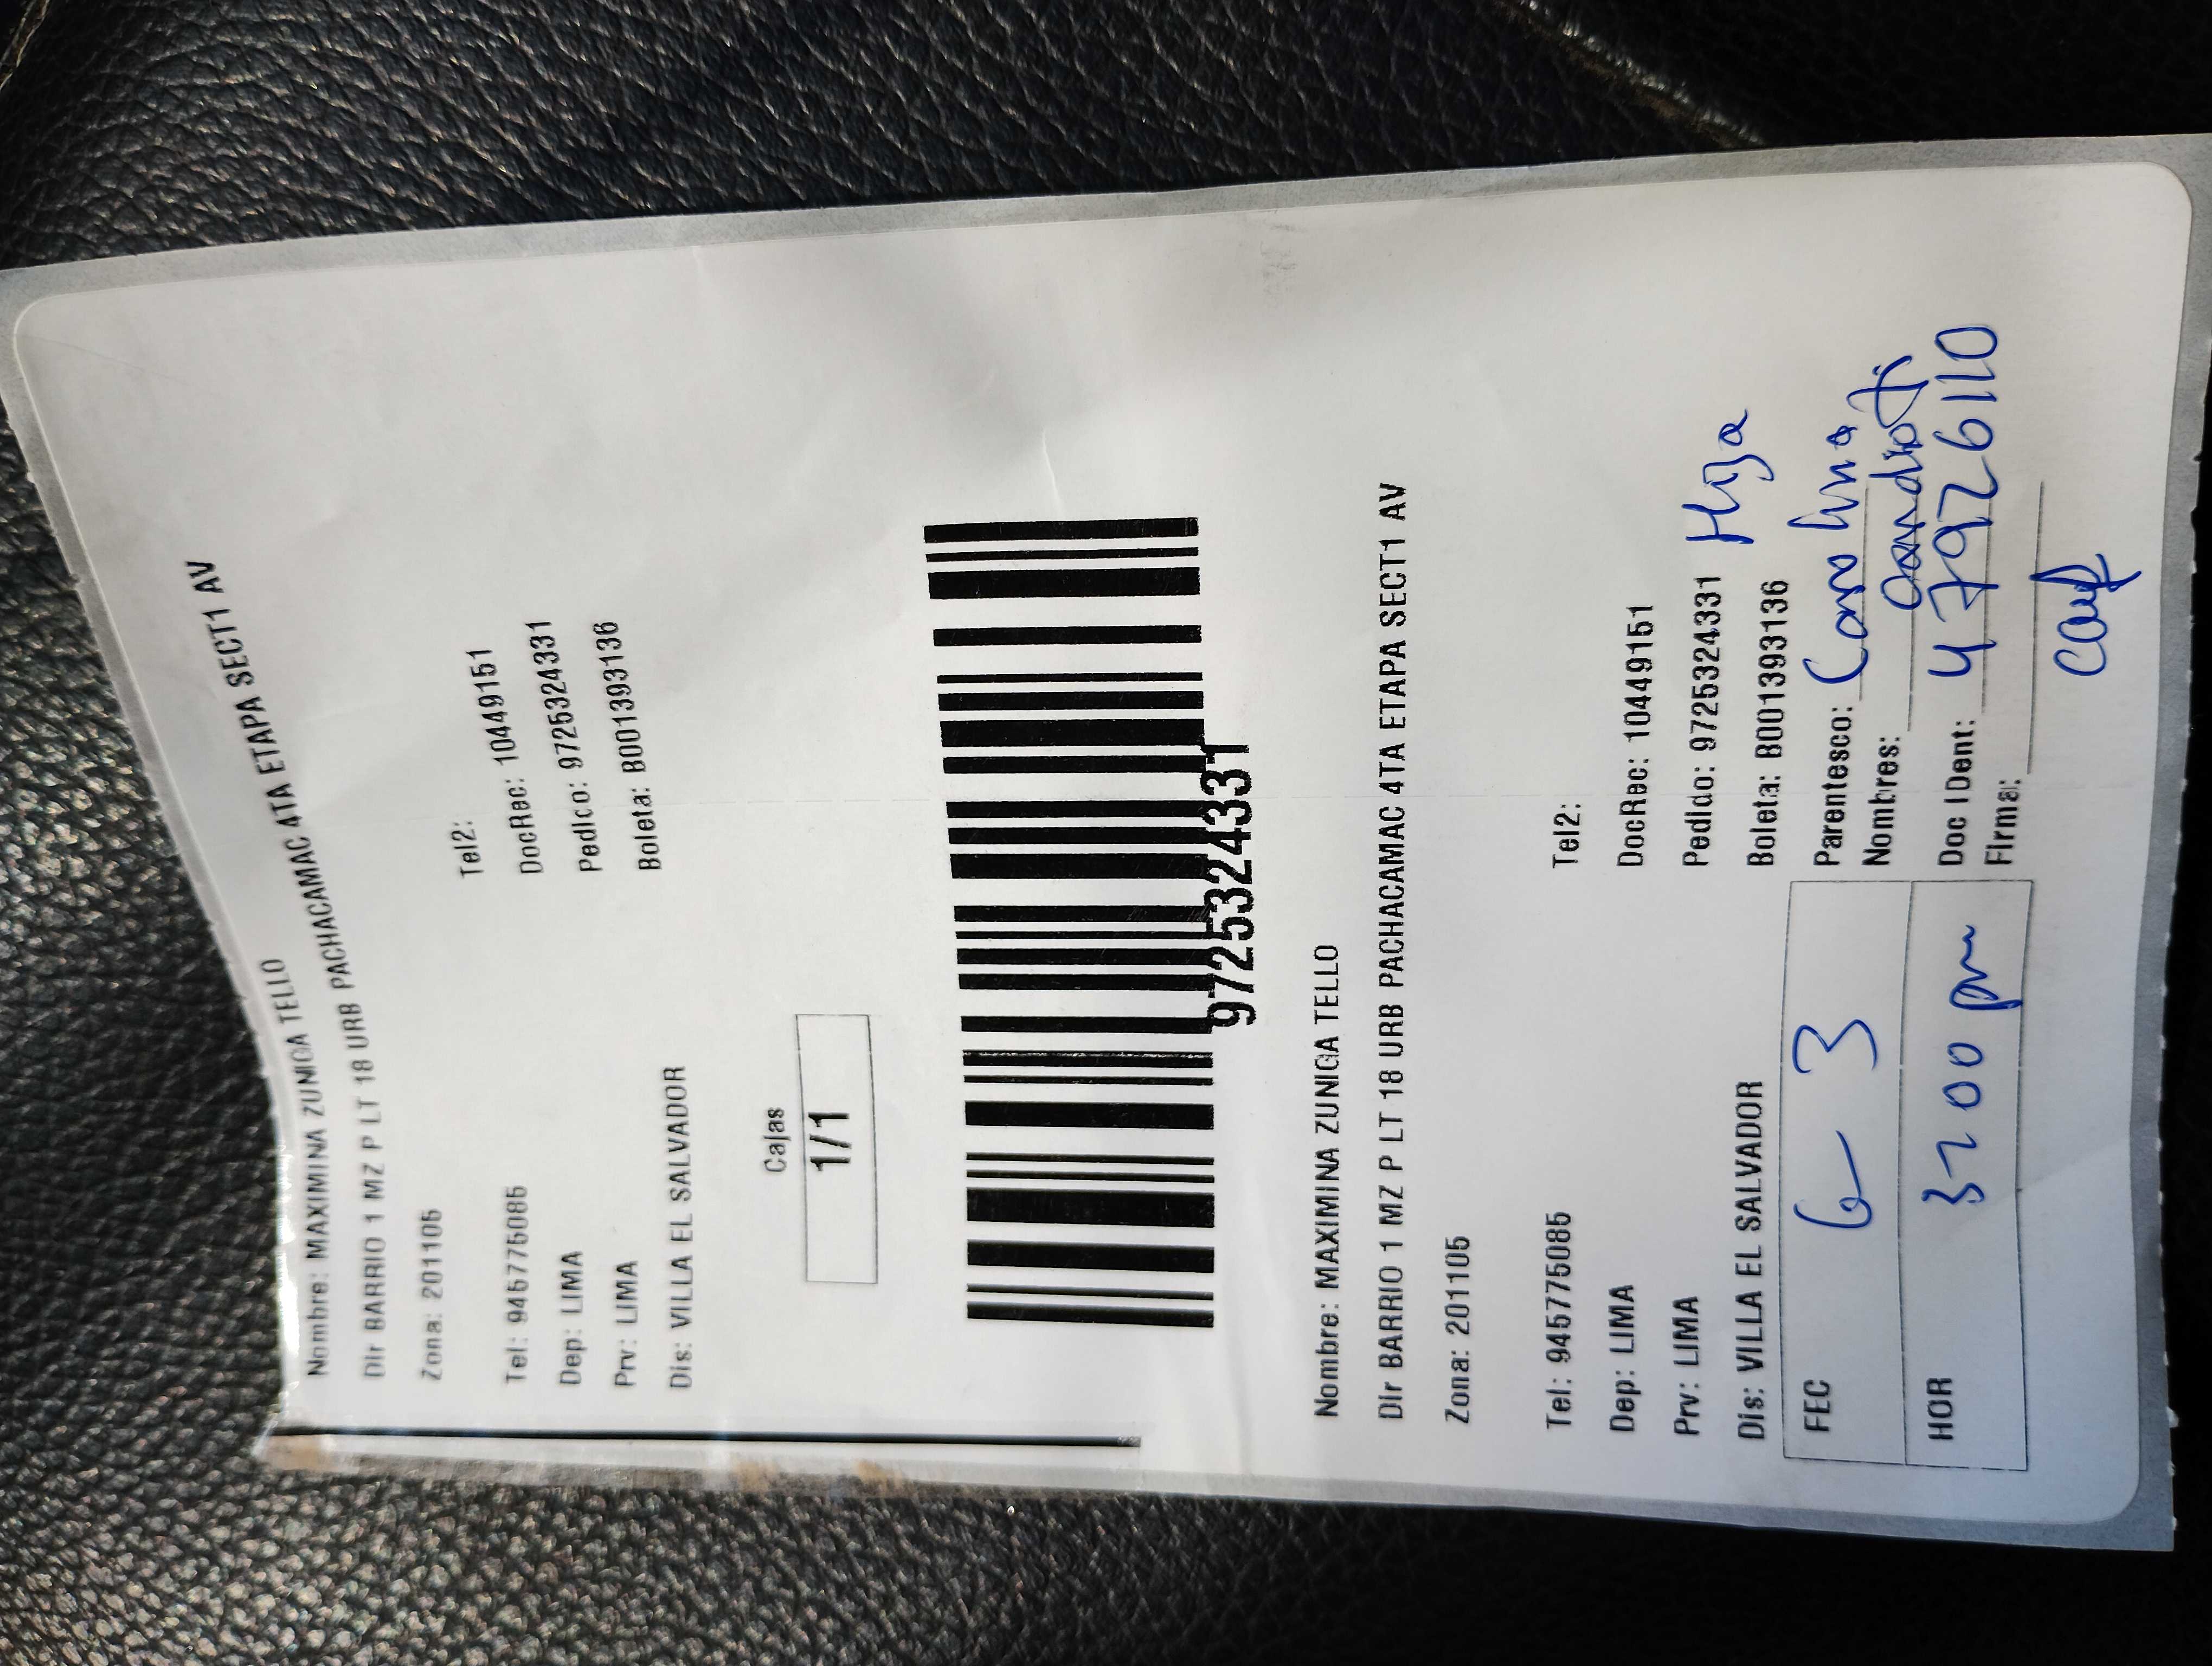 Nombre: MAXIMINA ZUNIGA TELLO
Dir BARRIO 1 MZ P LT 18 URB PACHACAMAC 4TA ETAPA SECT1 AV
Zona: 201105
Tel: 945775085 Tel2:
Dep: LIMA DocRec: 10449151
Prv: LIMA Pedido: 9725324331
Dis: VILLA EL SALVADOR Boleta: B001393136
Cajas
1/1
9725324331
Nombre: MAXIMINA ZUNIGA TELLO
Dir BARRIO 1 MZ P LT 18 URB PACHACAMAC 4TA ETAPA SECT1 AV
Zona: 201105
Tel: 945775085 Tel2:
Dep: LIMA DocRec: 10449151
Prv: LIMA Pedido: 9725324331
Dis: VILLA EL SALVADOR Boleta: B001393136 Hija
FEC 6- 3 Parentesco: Carolina
Nombres:
HOR 3:00 pm Doc IDent: 47926110
Firma: